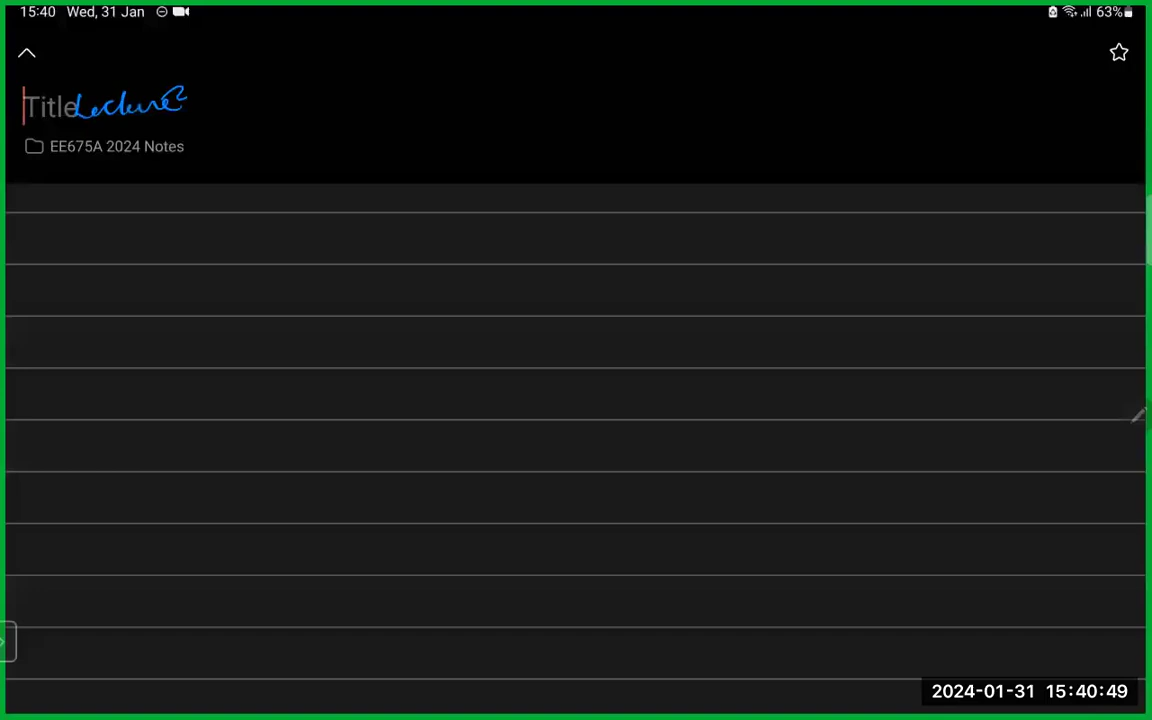 15:40 Wed, 31 Jan
63%
Title Lecture
EE675A 2024 Notes
2024-01-31 15:40:49